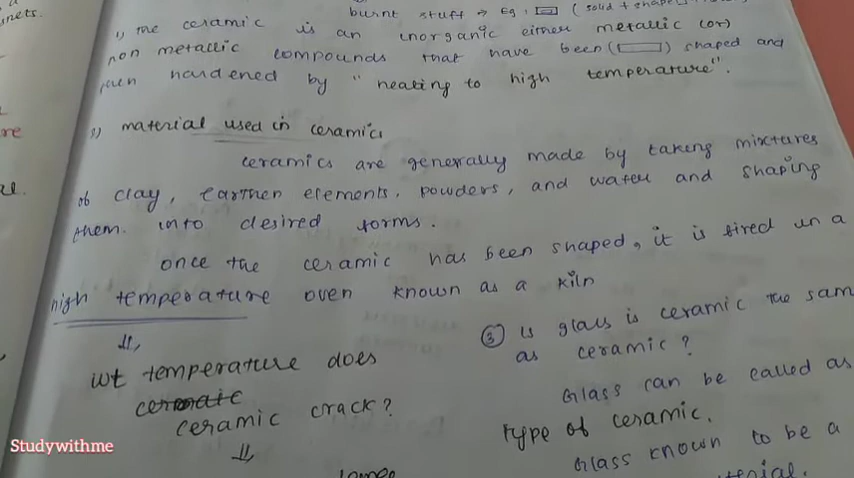 nets.
burnt stuff ⇒ Eg: (solid + shape
1) the ceramic is an inorganic either metallic (or)
non metallic compounds that have been ( ) shaped and
then hardened by "heating to high temperature".
re
2) material used in ceramics
ceramics are generally made by taking mixtures
of clay, earthen elements, powders, and water and shaping
them into desired forms.
once the ceramic has been shaped, it is fired in a
high temperature oven known as a kiln
wt temperature does
ceramic crack?
③ is glass is ceramic the sam
as ceramic?
Glass can be called as
type of ceramic.
Glass known to be a
terial.
Studywithme